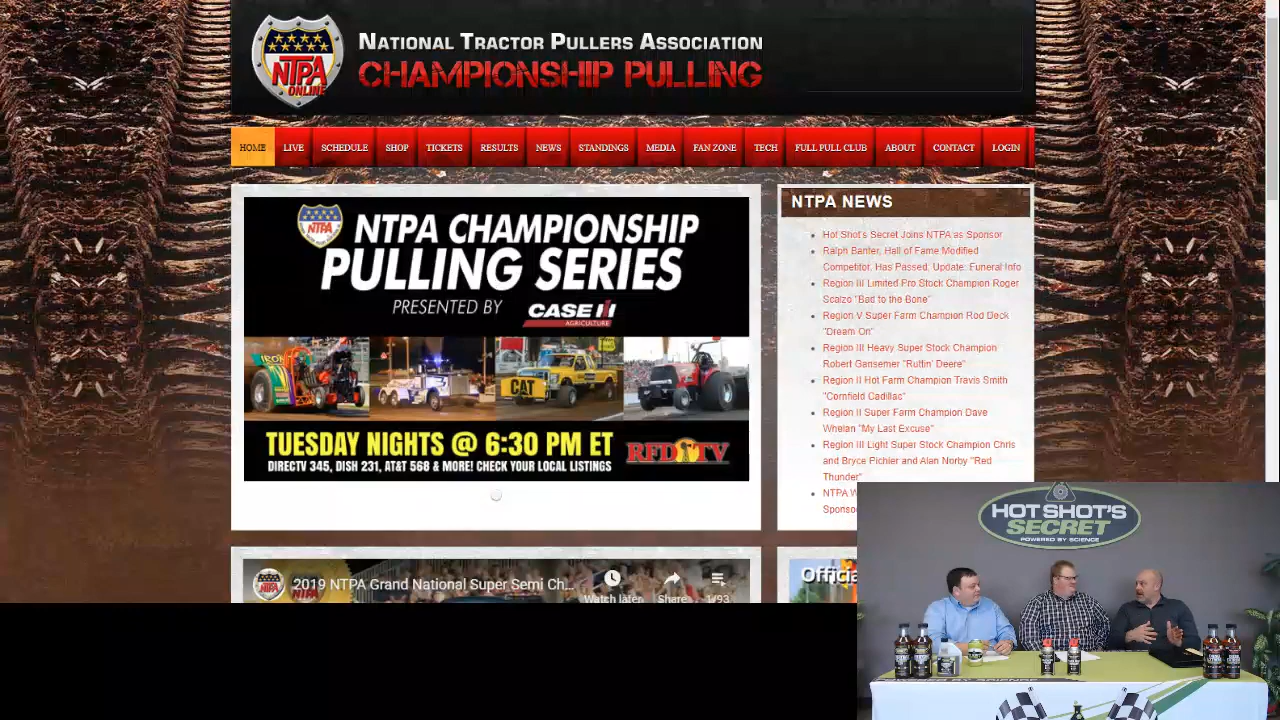 NTPA
ONLINE
NATIONAL TRACTOR PULLERS ASSOCIATION
CHAMPIONSHIP PULLING
HOME
LIVE
SCHEDULE
SHOP
TICKETS
RESULTS
NEWS
STANDINGS
MEDIA
FAN ZONE
TECH
FULL PULL CLUB
ABOUT
CONTACT
LOGIN
NTPA
NTPA CHAMPIONSHIP
PULLING SERIES
PRESENTED BY CASE IH
AGRICULTURE
CAT
TUESDAY NIGHTS @ 6:30 PM ET
DIRECTV 345, DISH 231, AT&T 568 & MORE! CHECK YOUR LOCAL LISTINGS
RFD TV
NTPA NEWS
Hot Shot's Secret Joins NTPA as Sponsor
Ralph Banter, Hall of Fame Modified
Competitor, Has Passed, Update: Funeral Info
Region III Limited Pro Stock Champion Roger
Scalzo "Bad to the Bone"
Region V Super Farm Champion Rod Deck
"Dream On"
Region III Heavy Super Stock Champion
Robert Gansemer "Ruttin' Deere"
Region II Hot Farm Champion Travis Smith
"Cornfield Cadillac"
Region II Super Farm Champion Dave
Whelan "My Last Excuse"
Region III Light Super Stock Champion Chris
and Bryce Pichler and Alan Norby "Red
Thunder"
NTPA
Sponso
2019 NTPA Grand National Super Semi Ch...
Watch later
Share
1/93
Officia
HOT SHOT'S
SECRET
POWERED BY SCIENCE